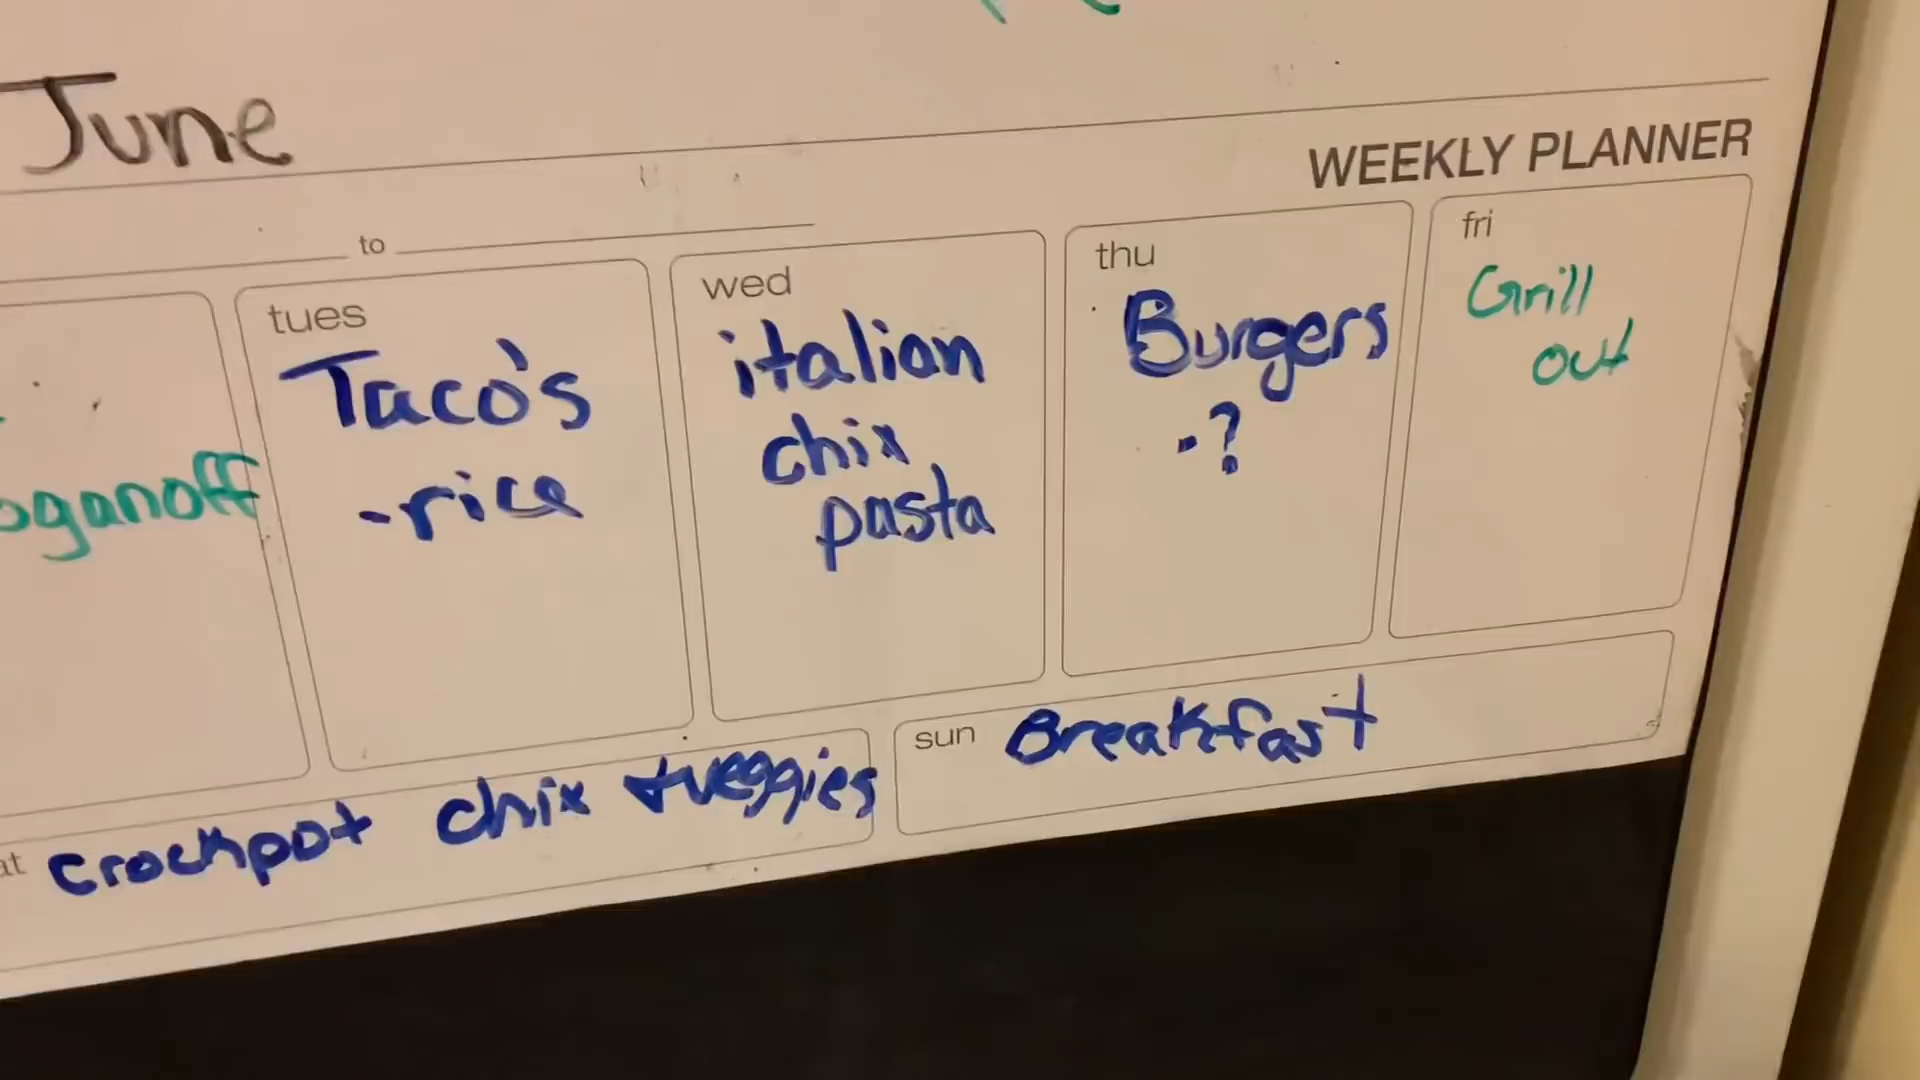 June
WEEKLY PLANNER
to
tues
Taco's
-rice
wed
italian
chix
pasta
thu
Burgers
-?
fri
Grill
out
crockpot chix +veggies
sun
Breakfast